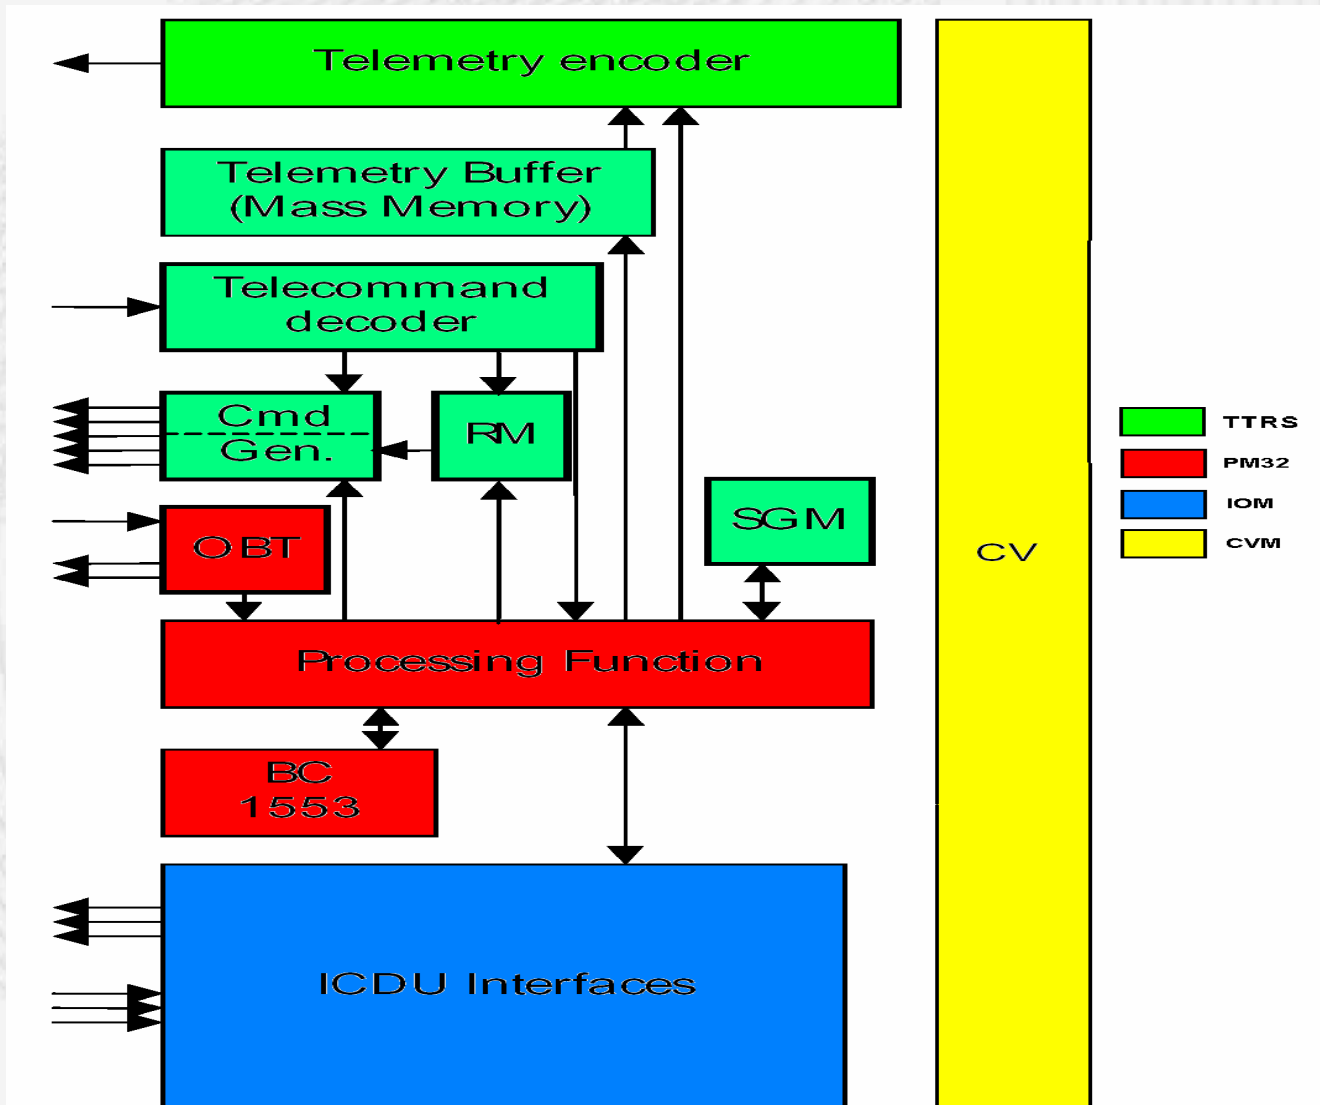 Telemetry encoder
Telemetry Buffer
(Mass Memory)
Telecommand
decoder
Cmd
Gen.
RM
OBT
SGM
Processing Function
BC
1553
ICDU Interfaces
CV
TTRS
PM32
IOM
CVM